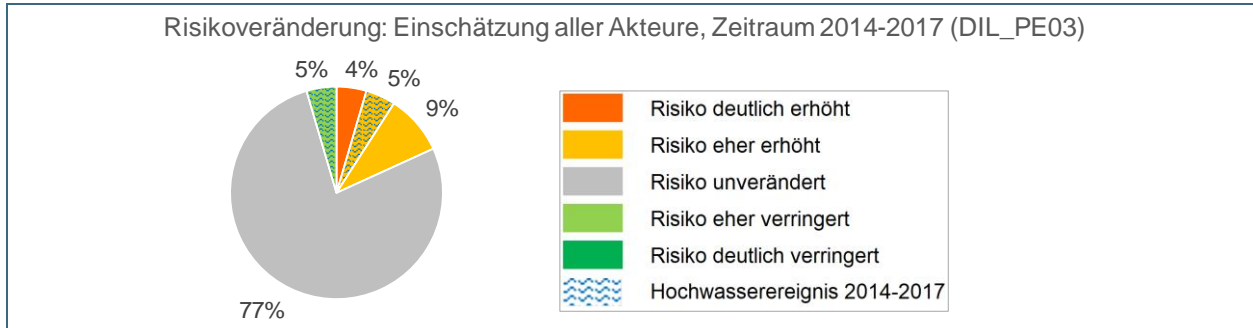 Risikoveränderung: Einschätzung aller Akteure, Zeitraum 2014-2017 (DIL_PE03)
5%
4%
5%
9%
77%
Risiko deutlich erhöht
Risiko eher erhöht
Risiko unverändert
Risiko eher verringert
Risiko deutlich verringert
Hochwasserereignis 2014-2017